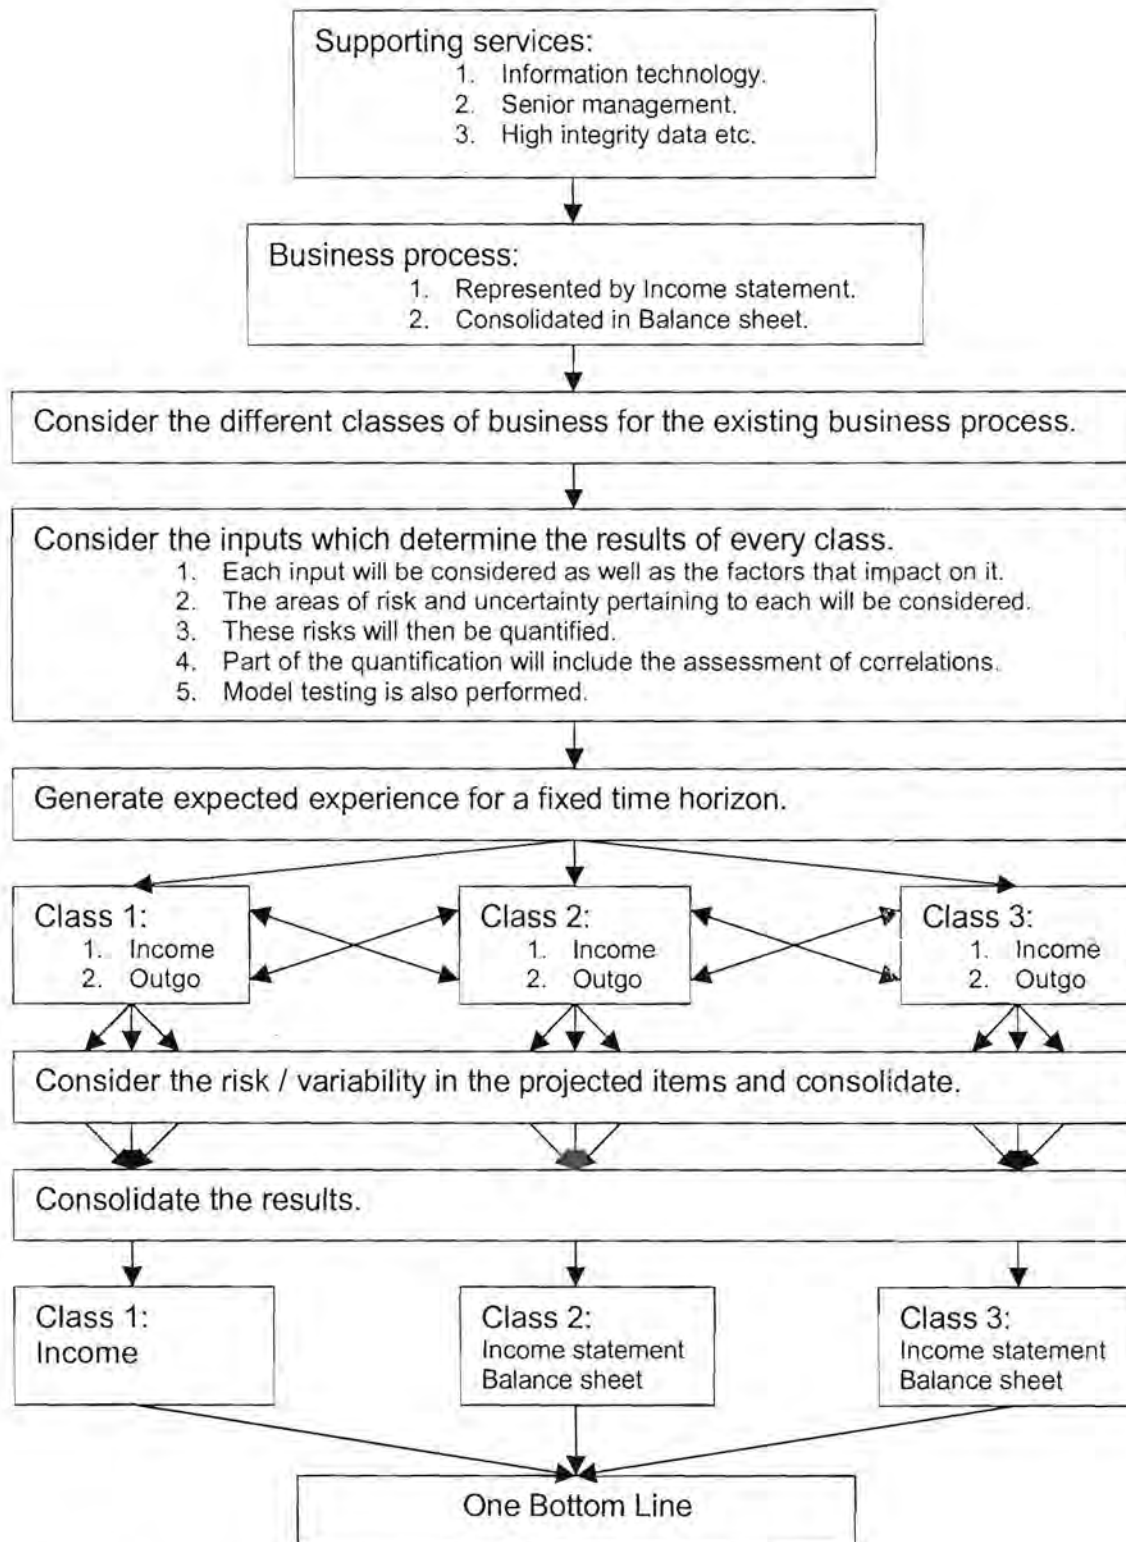 Supporting services:
1. Information technology.
2. Senior management.
3. High integrity data etc.
Business process:
1. Represented by Income statement.
2. Consolidated in Balance sheet.
Consider the different classes of business for the existing business process.
Consider the inputs which determine the results of every class.
1. Each input will be considered as well as the factors that impact on it.
2. The areas of risk and uncertainty pertaining to each will be considered.
3. These risks will then be quantified.
4. Part of the quantification will include the assessment of correlations.
5. Model testing is also performed.
Generate expected experience for a fixed time horizon.
Class 1:
1. Income
2. Outgo
Class 2:
1. Income
2. Outgo
Class 3:
1. Income
2. Outgo
Consider the risk / variability in the projected items and consolidate.
Consolidate the results.
Class 1:
Income
Class 2:
Income statement
Balance sheet
Class 3:
Income statement
Balance sheet
One Bottom Line